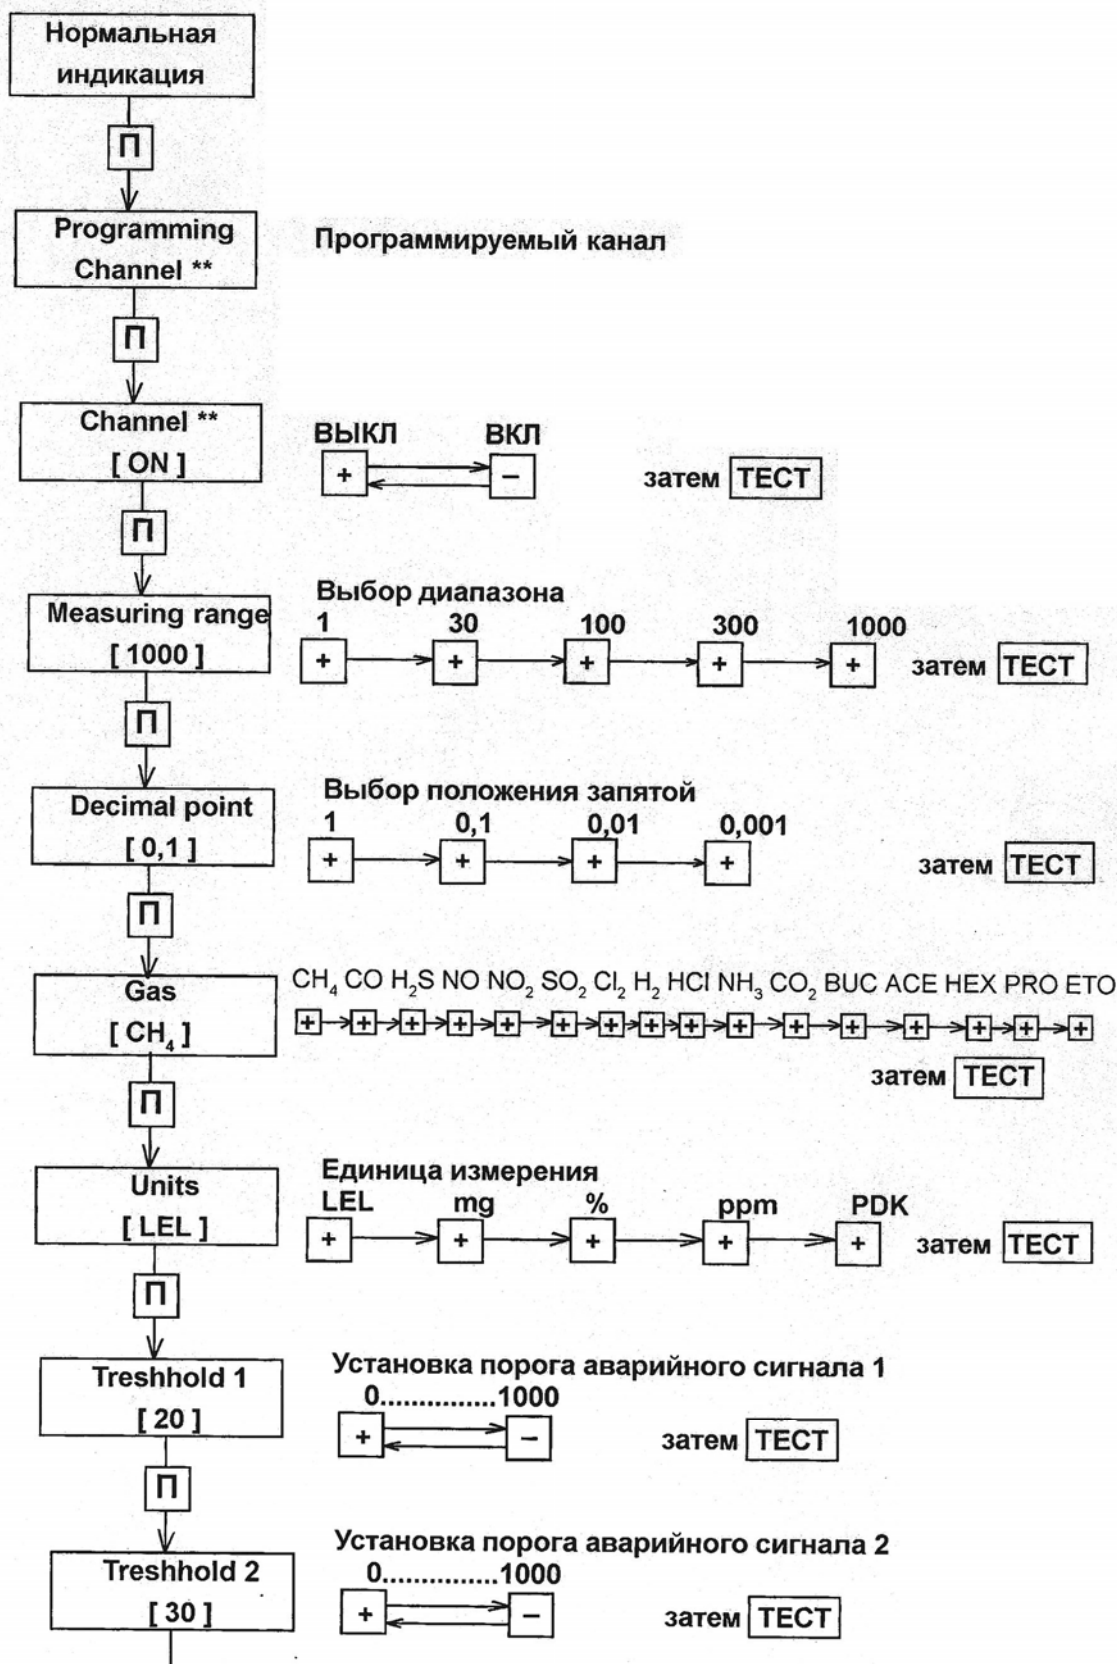 Нормальная
индикация
П
Programming
Channel **
Программируемый канал
П
Channel **
[ ON ]
ВЫКЛ ВКЛ
+ − затем ТЕСТ
П
Measuring range
[ 1000 ]
Выбор диапазона
1 30 100 300 1000
+ + + + + затем ТЕСТ
П
Decimal point
[ 0,1 ]
Выбор положения запятой
1 0,1 0,01 0,001
+ + + + затем ТЕСТ
П
Gas
[ CH₄ ]
CH₄ CO H₂S NO NO₂ SO₂ Cl₂ H₂ HCl NH₃ CO₂ BUC ACE HEX PRO ETO
+ + + + + + + + + + + + + + + +
затем ТЕСТ
П
Units
[ LEL ]
Единица измерения
LEL mg % ppm PDK
+ + + + + затем ТЕСТ
П
Treshhold 1
[ 20 ]
Установка порога аварийного сигнала 1
0...............1000
+ − затем ТЕСТ
П
Treshhold 2
[ 30 ]
Установка порога аварийного сигнала 2
0...............1000
+ − затем ТЕСТ